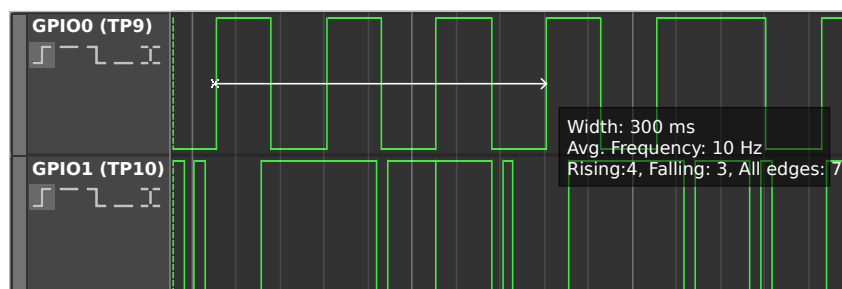 GPIO0 (TP9)
Width: 300 ms
Avg. Frequency: 10 Hz
Rising:4, Falling: 3, All edges: 7
GPIO1 (TP10)